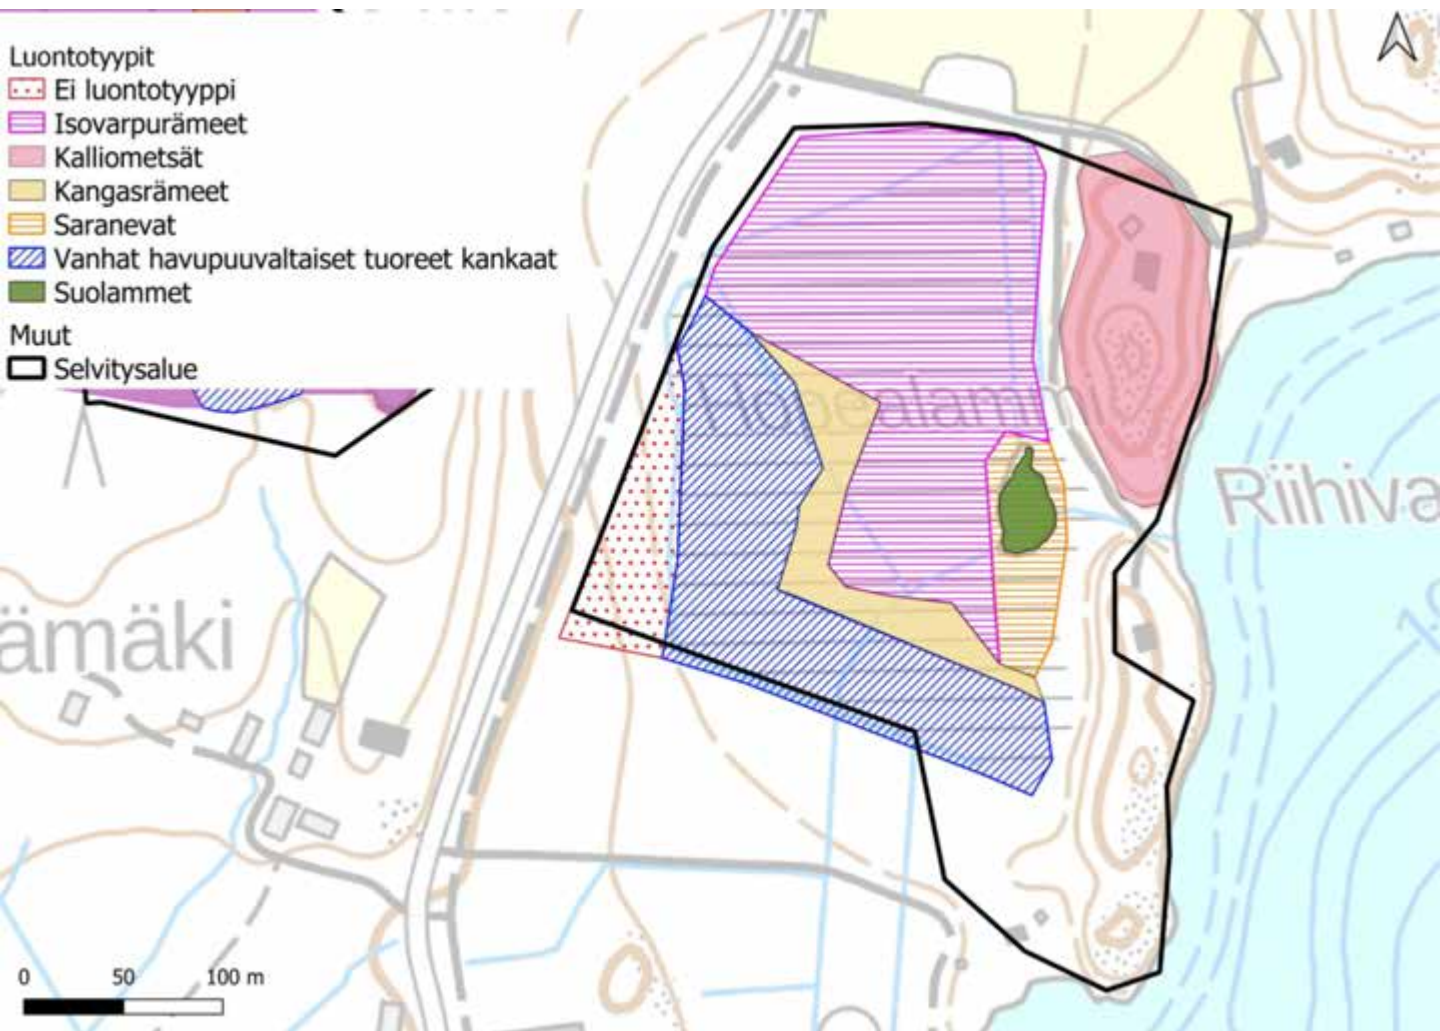 Luontotyypit
Ei luontotyyppi
Isovarpurämeet
Kalliometsät
Kangasrämeet
Saranevat
Vanhat havupuuvaltaiset tuoreet kankaat
Suolammet
Muut
Selvitysalue
Hopealammi
Riihiva
ämäki
0 50 100 m